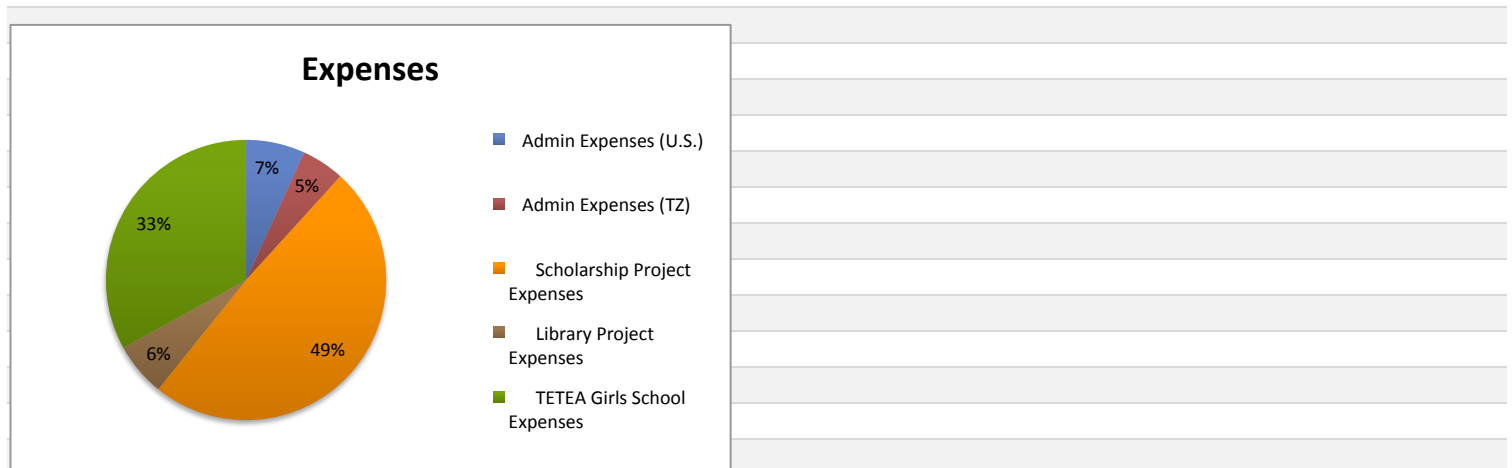 Expenses
7%
5%
33%
49%
6%
Admin Expenses (U.S.)
Admin Expenses (TZ)
Scholarship Project
Expenses
Library Project
Expenses
TETEA Girls School
Expenses